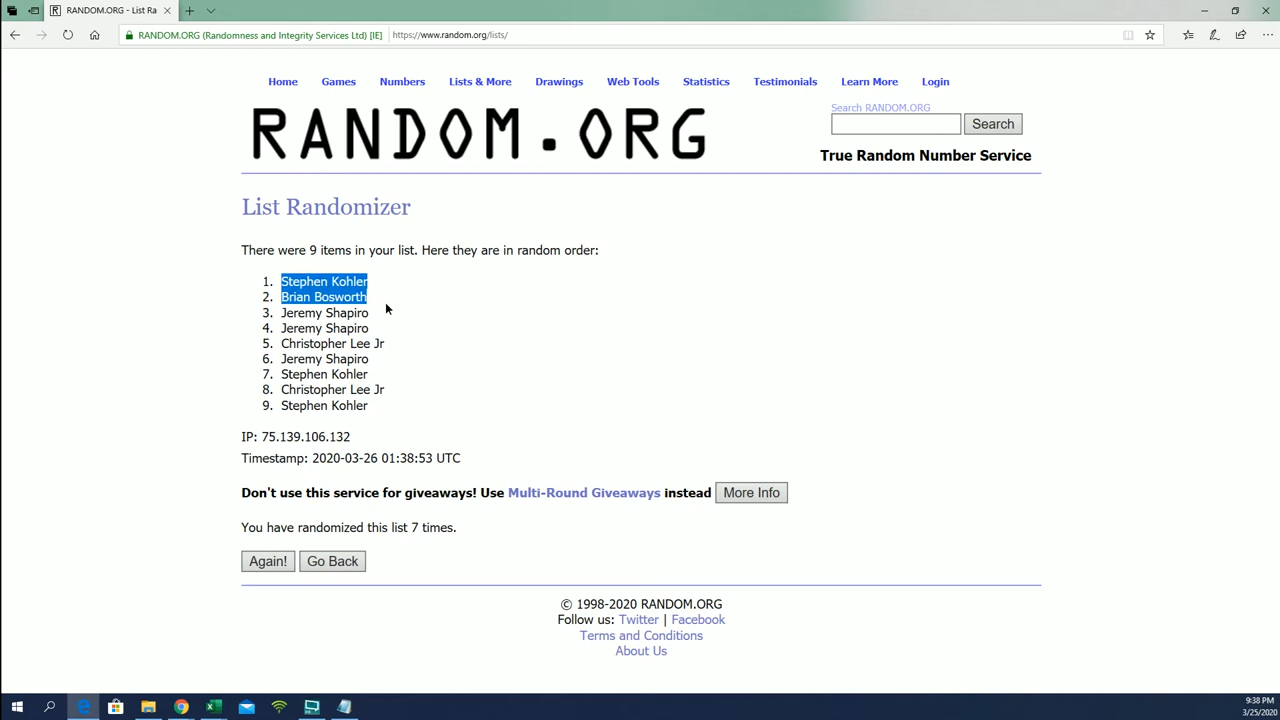 RANDOM.ORG - List Ra
RANDOM.ORG (Randomness and Integrity Services Ltd) [IE]
https://www.random.org/lists/
Home Games Numbers Lists & More Drawings Web Tools Statistics Testimonials Learn More Login
RANDOM.ORG
Search RANDOM.ORG
Search
True Random Number Service
List Randomizer
There were 9 items in your list. Here they are in random order:
1. Stephen Kohler
2. Brian Bosworth
3. Jeremy Shapiro
4. Jeremy Shapiro
5. Christopher Lee Jr
6. Jeremy Shapiro
7. Stephen Kohler
8. Christopher Lee Jr
9. Stephen Kohler
IP: 75.139.106.132
Timestamp: 2020-03-26 01:38:53 UTC
Don't use this service for giveaways! Use Multi-Round Giveaways instead More Info
You have randomized this list 7 times.
Again! Go Back
© 1998-2020 RANDOM.ORG
Follow us: Twitter | Facebook
Terms and Conditions
About Us
9:38 PM
3/25/2020